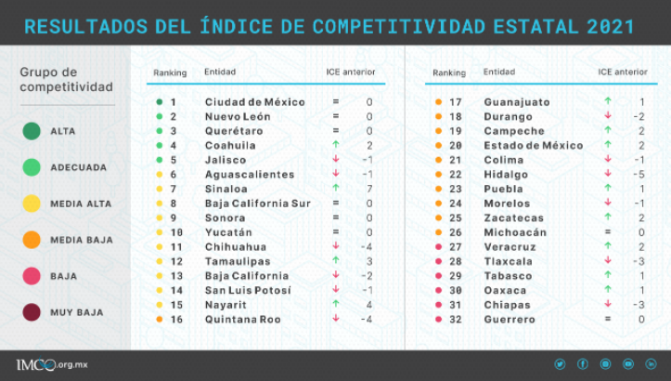 RESULTADOS DEL ÍNDICE DE COMPETITIVIDAD ESTATAL 2021
Grupo de
competitividad
ALTA
ADECUADA
MEDIA ALTA
MEDIA BAJA
BAJA
MUY BAJA
Ranking Entidad ICE anterior
1 Ciudad de México = 0
2 Nuevo León = 0
3 Querétaro = 0
4 Coahuila ↑ 2
5 Jalisco ↓ -1
6 Aguascalientes ↓ -1
7 Sinaloa ↑ 7
8 Baja California Sur = 0
9 Sonora = 0
10 Yucatán = 0
11 Chihuahua ↓ -4
12 Tamaulipas ↑ 3
13 Baja California ↓ -2
14 San Luis Potosí ↓ -1
15 Nayarit ↑ 4
16 Quintana Roo ↓ -4
Ranking Entidad ICE anterior
17 Guanajuato ↑ 1
18 Durango ↓ -2
19 Campeche ↑ 2
20 Estado de México ↑ 2
21 Colima ↓ -1
22 Hidalgo ↓ -5
23 Puebla ↑ 1
24 Morelos ↓ -1
25 Zacatecas ↑ 2
26 Michoacán = 0
27 Veracruz ↑ 2
28 Tlaxcala ↓ -3
29 Tabasco ↑ 1
30 Oaxaca ↑ 1
31 Chiapas ↓ -3
32 Guerrero = 0
IMCO.org.mx